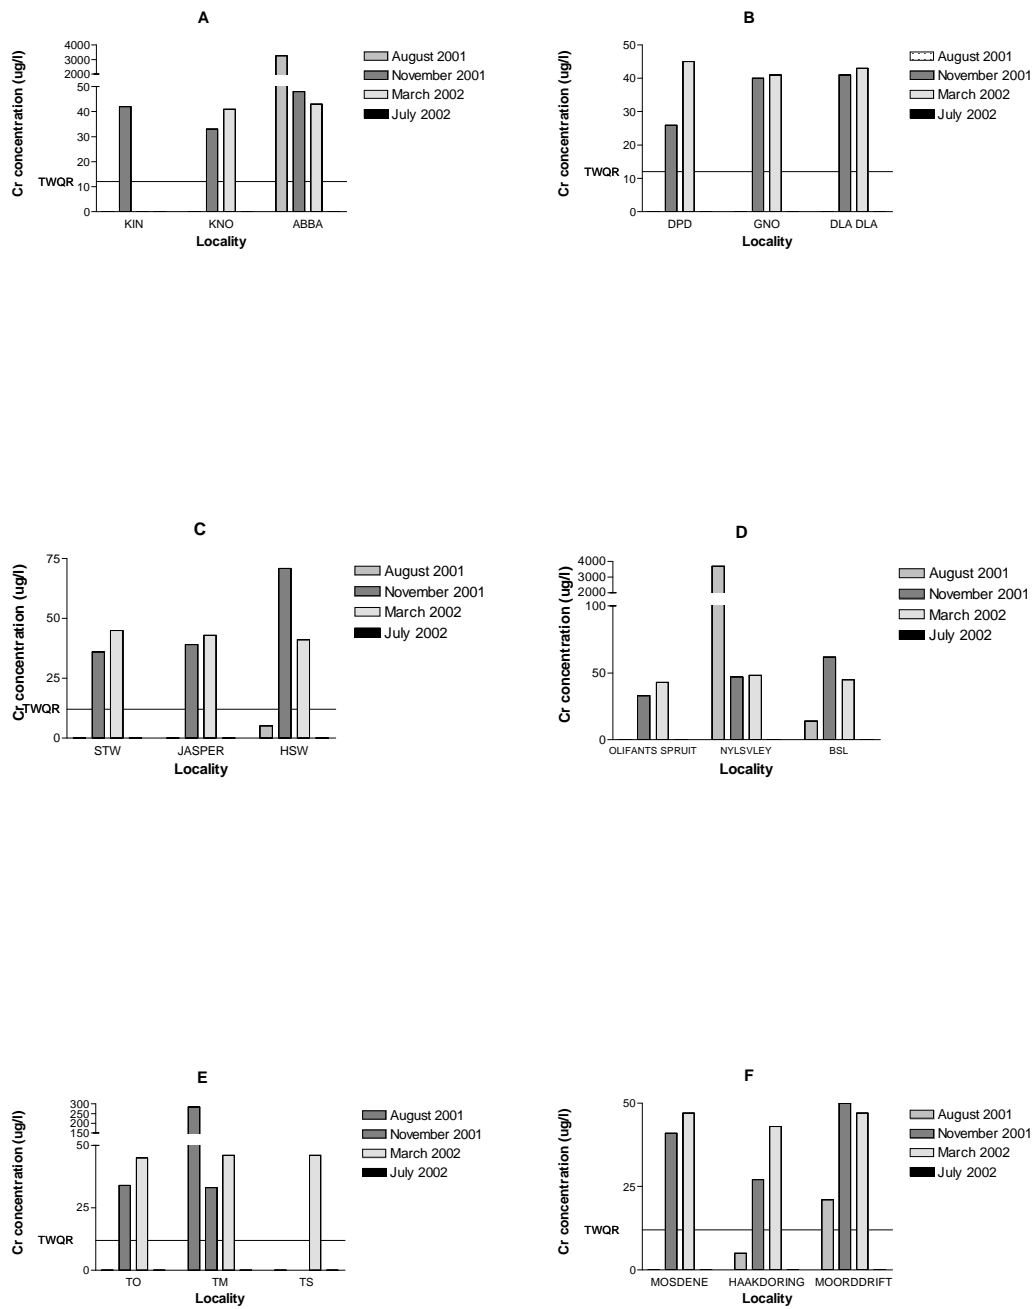 A
Cr concentration (ug/l)
4000
3000
2000
50
40
30
20
10
0
TWQR
KIN KNO ABBA
Locality
August 2001
November 2001
March 2002
July 2002
B
Cr concentration (ug/l)
50
40
30
20
10
0
TWQR
DPD GNO DLA DLA
Locality
August 2001
November 2001
March 2002
July 2002
C
Cr concentration (ug/l)
75
50
25
0
TWQR
STW JASPER HSW
Locality
August 2001
November 2001
March 2002
July 2002
D
Cr concentration (ug/l)
4000
3000
2000
100
50
0
OLIFANTS SPRUIT NYLSVLEY BSL
Locality
August 2001
November 2001
March 2002
July 2002
E
Cr concentration (ug/l)
300
250
200
150
50
25
0
TWQR
TO TM TS
Locality
August 2001
November 2001
March 2002
July 2002
F
Cr concentration (ug/l)
50
25
0
TWQR
MOSDENE HAAKDORING MOORDDRIFT
Locality
August 2001
November 2001
March 2002
July 2002